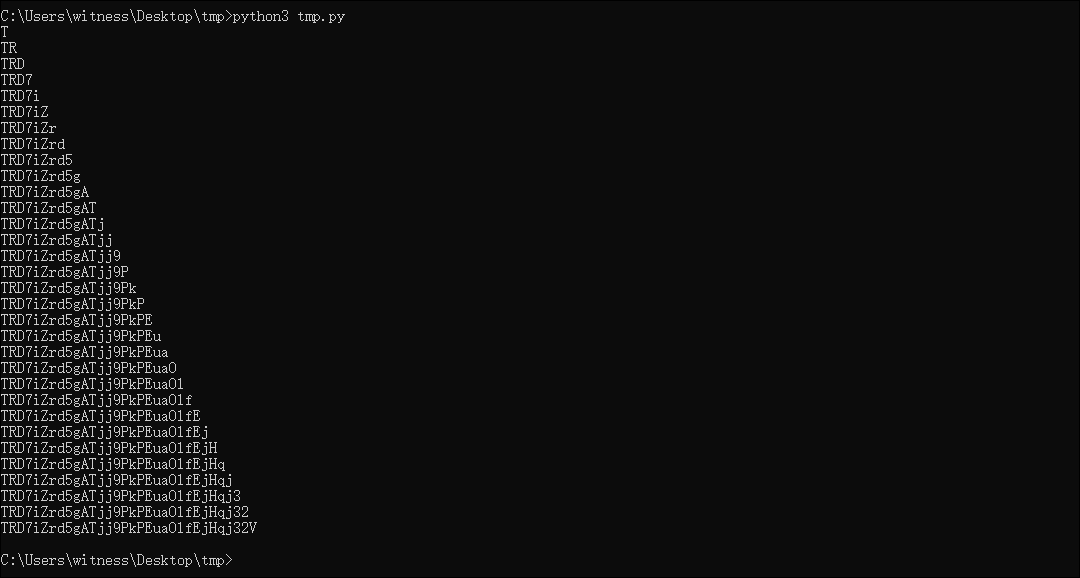 C:\Users\witness\Desktop\tmp>python3 tmp.py
T
TR
TRD
TRD7
TRD7i
TRD7iZ
TRD7iZr
TRD7iZrd
TRD7iZrd5
TRD7iZrd5g
TRD7iZrd5gA
TRD7iZrd5gAT
TRD7iZrd5gATj
TRD7iZrd5gATjj
TRD7iZrd5gATjj9
TRD7iZrd5gATjj9P
TRD7iZrd5gATjj9Pk
TRD7iZrd5gATjj9PkP
TRD7iZrd5gATjj9PkPE
TRD7iZrd5gATjj9PkPEu
TRD7iZrd5gATjj9PkPEua
TRD7iZrd5gATjj9PkPEuaO
TRD7iZrd5gATjj9PkPEuaO1
TRD7iZrd5gATjj9PkPEuaO1f
TRD7iZrd5gATjj9PkPEuaO1fE
TRD7iZrd5gATjj9PkPEuaO1fEj
TRD7iZrd5gATjj9PkPEuaO1fEjH
TRD7iZrd5gATjj9PkPEuaO1fEjHq
TRD7iZrd5gATjj9PkPEuaO1fEjHqj
TRD7iZrd5gATjj9PkPEuaO1fEjHqj3
TRD7iZrd5gATjj9PkPEuaO1fEjHqj32
TRD7iZrd5gATjj9PkPEuaO1fEjHqj32V
C:\Users\witness\Desktop\tmp>